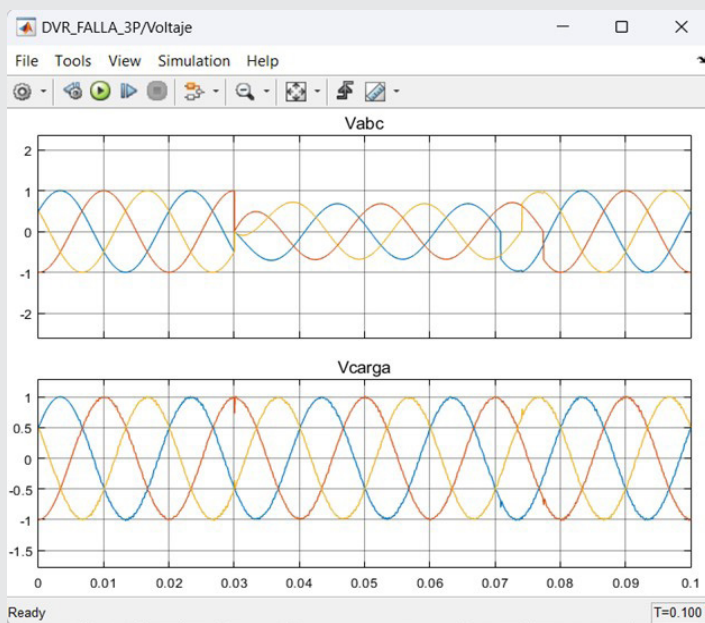 DVR_FALLA_3P/Voltaje
File Tools View Simulation Help
Vabc
2
1
0
-1
-2
Vcarga
1
0.5
0
-0.5
-1
-1.5
0 0.01 0.02 0.03 0.04 0.05 0.06 0.07 0.08 0.09 0.1
Ready T=0.100